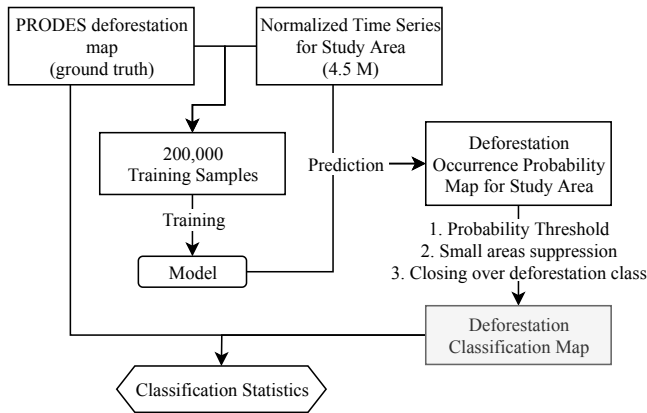 PRODES deforestation
map
(ground truth)
Normalized Time Series
for Study Area
(4.5 M)
200,000
Training Samples
Prediction
Deforestation
Occurrence Probability
Map for Study Area
Training
Model
1. Probability Threshold
2. Small areas suppression
3. Closing over deforestation class
Deforestation
Classification Map
Classification Statistics